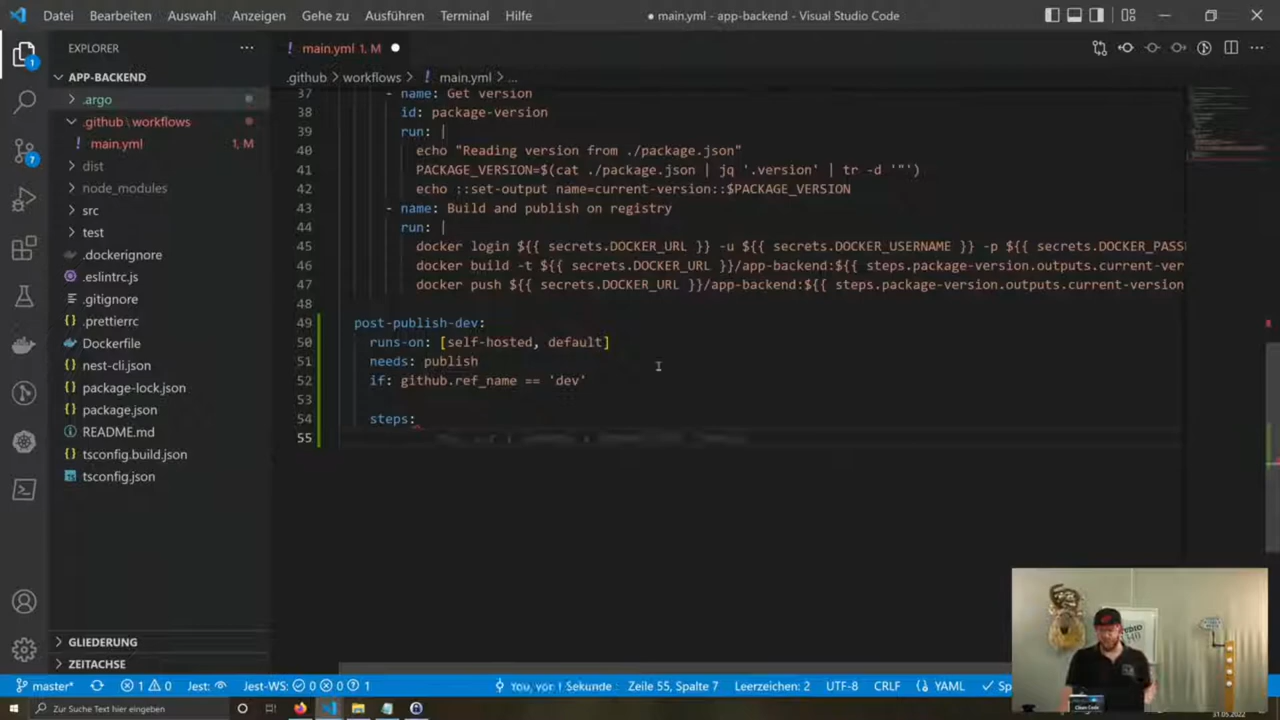 Datei Bearbeiten Auswahl Anzeigen Gehe zu Ausführen Terminal Hilfe
● main.yml - app-backend - Visual Studio Code
EXPLORER
APP-BACKEND
.argo
.github\workflows
main.yml 1, M
dist
node_modules
src
test
.dockerignore
.eslintrc.js
.gitignore
.prettierrc
Dockerfile
nest-cli.json
package-lock.json
package.json
README.md
tsconfig.build.json
tsconfig.json
GLIEDERUNG
ZEITACHSE
1
7
main.yml 1, M
.github > workflows > main.yml > ...
37 - name: Get version
38 id: package-version
39 run: |
40 echo "Reading version from ./package.json"
41 PACKAGE_VERSION=$(cat ./package.json | jq '.version' | tr -d '"')
42 echo ::set-output name=current-version::$PACKAGE_VERSION
43 - name: Build and publish on registry
44 run: |
45 docker login ${{ secrets.DOCKER_URL }} -u ${{ secrets.DOCKER_USERNAME }} -p ${{ secrets.DOCKER_PASS
46 docker build -t ${{ secrets.DOCKER_URL }}/app-backend:${{ steps.package-version.outputs.current-ver
47 docker push ${{ secrets.DOCKER_URL }}/app-backend:${{ steps.package-version.outputs.current-version
48
49 post-publish-dev:
50 runs-on: [self-hosted, default]
51 needs: publish
52 if: github.ref_name == 'dev'
53
54 steps:
55
master* 1 0 Jest: Jest-WS: 0 0 1 You, vor 1 Sekunde Zeile 55, Spalte 7 Leerzeichen: 2 UTF-8 CRLF YAML Sp
Zur Suche Text hier eingeben
Clean Code
31.05.2022